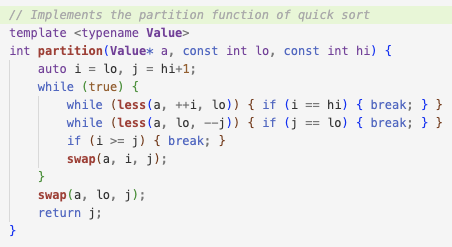 // Implements the partition function of quick sort
template <typename Value>
int partition(Value* a, const int lo, const int hi) {
    auto i = lo, j = hi+1;
    while (true) {
        while (less(a, ++i, lo)) { if (i == hi) { break; } }
        while (less(a, lo, --j)) { if (j == lo) { break; } }
        if (i >= j) { break; }
        swap(a, i, j);
    }
    swap(a, lo, j);
    return j;
}